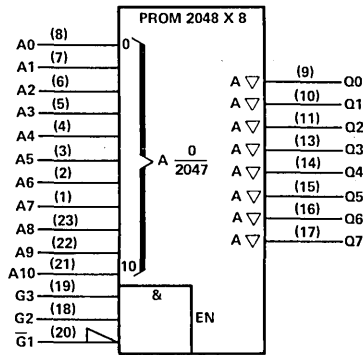 PROM 2048 X 8
A0 (8) 0
A1 (7)
A2 (6)
A3 (5)
A4 (4)
A5 (3)
A6 (2)
A7 (1)
A8 (23)
A9 (22)
A10 (21) 10
G3 (19) &
G2 (18) EN
G1 (20)
A 0
2047
A ▽ (9) Q0
A ▽ (10) Q1
A ▽ (11) Q2
A ▽ (13) Q3
A ▽ (14) Q4
A ▽ (15) Q5
A ▽ (16) Q6
A ▽ (17) Q7